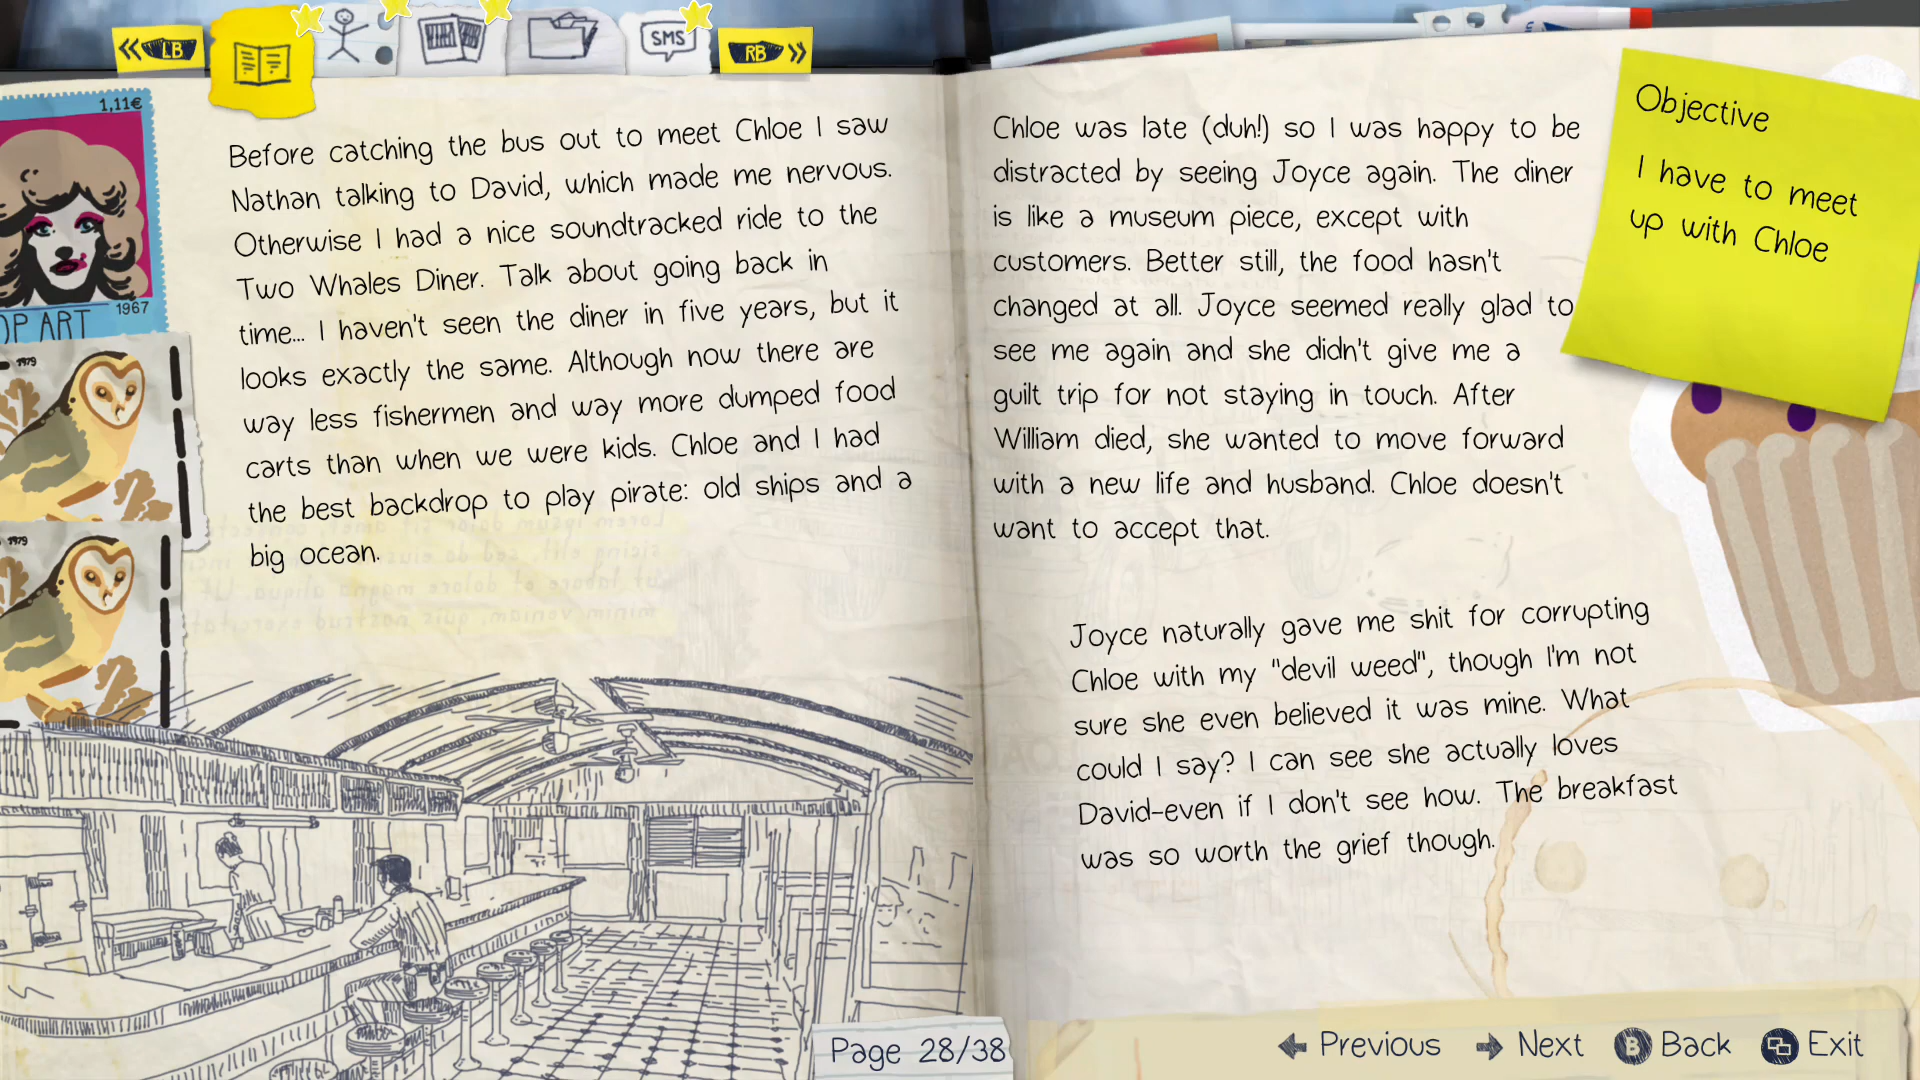 LB
SMS
RB
1,11€
1967
OP ART
1979
1979
Before catching the bus out to meet Chloe I saw
Nathan talking to David, which made me nervous.
Otherwise I had a nice soundtracked ride to the
Two Whales Diner. Talk about going back in
time... I haven't seen the diner in five years, but it
looks exactly the same. Although now there are
way less fishermen and way more dumped food
carts than when we were kids. Chloe and I had
the best backdrop to play pirate: old ships and a
big ocean.
Chloe was late (duh!) so I was happy to be
distracted by seeing Joyce again. The diner
is like a museum piece, except with
customers. Better still, the food hasn't
changed at all. Joyce seemed really glad to
see me again and she didn't give me a
guilt trip for not staying in touch. After
William died, she wanted to move forward
with a new life and husband. Chloe doesn't
want to accept that.
Joyce naturally gave me shit for corrupting
Chloe with my "devil weed", though I'm not
sure she even believed it was mine. What
could I say? I can see she actually loves
David-even if I don't see how. The breakfast
was so worth the grief though.
Objective
I have to meet
up with Chloe
Page 28/38
Previous
Next
B Back
Exit